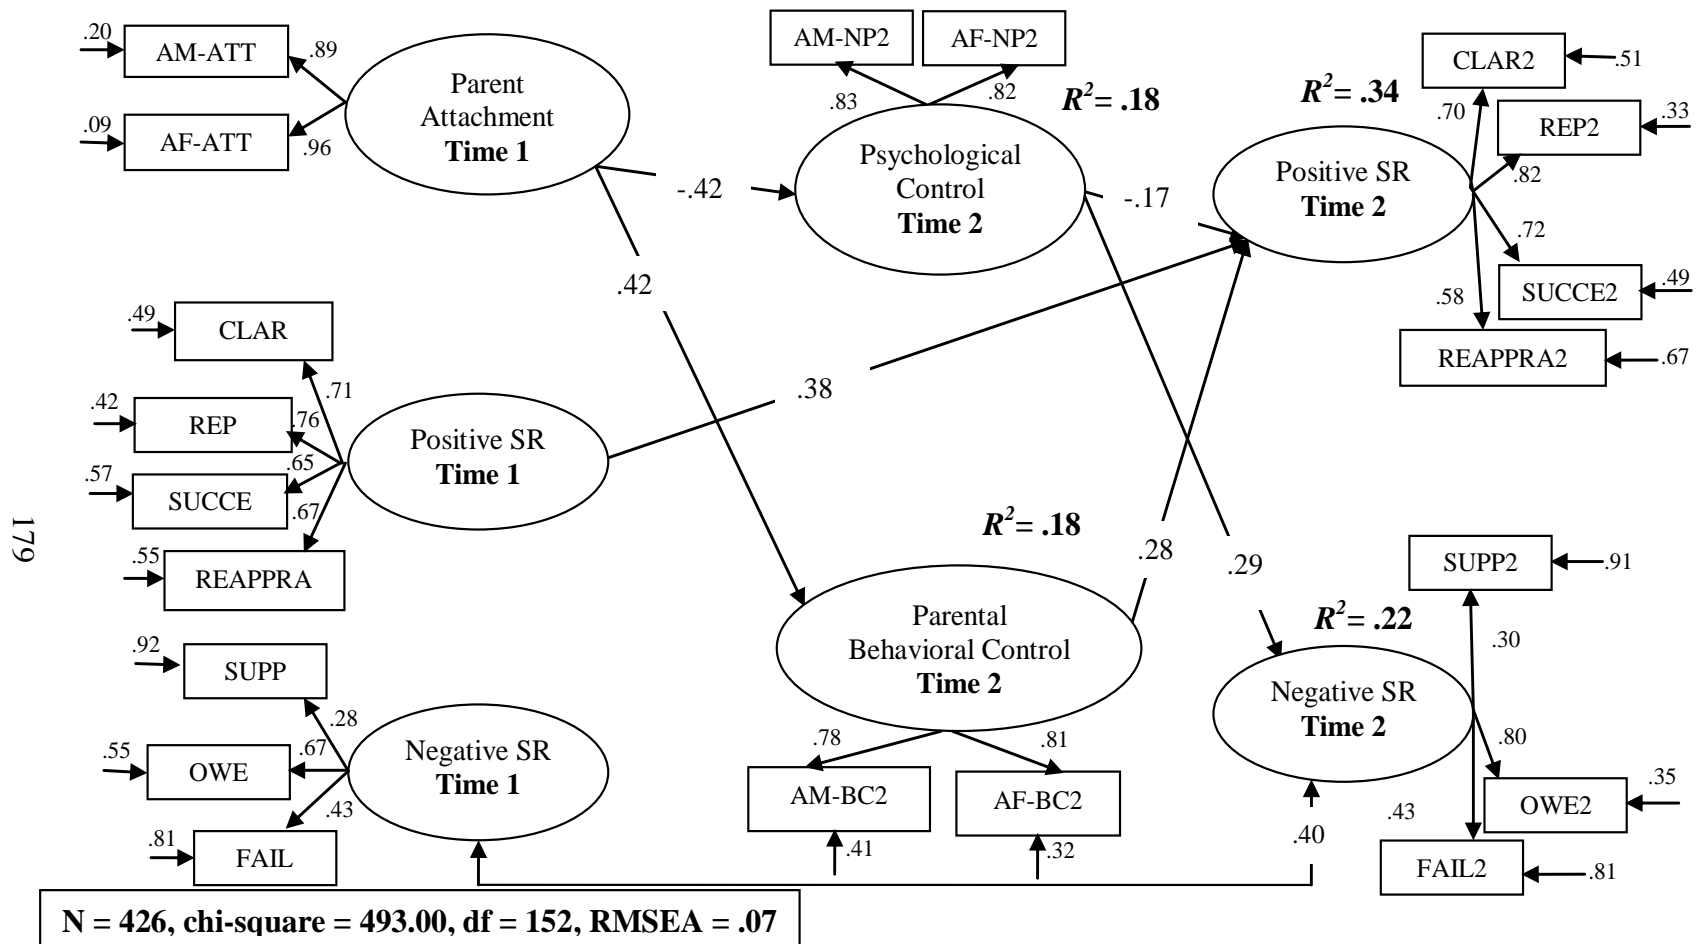 .20
AM-ATT
.89
.09
AF-ATT
.96
Parent
Attachment
Time 1
AM-NP2
AF-NP2
.83
.82
R²= .18
Psychological
Control
Time 2
-.42
.42
R²= .34
Positive SR
Time 2
-.17
CLAR2
.51
.70
REP2
.33
.82
.72
SUCCE2
.49
.58
REAPPRA2
.67
.49
CLAR
.71
.42
REP
.76
.57
SUCCE
.65
.67
.55
REAPPRA
Positive SR
Time 1
.38
179
R²= .18
Parental
Behavioral Control
Time 2
.28
.29
.78
.81
AM-BC2
AF-BC2
.41
.32
R²= .22
Negative SR
Time 2
SUPP2
.91
.30
.80
OWE2
.35
.43
FAIL2
.81
.40
.92
SUPP
.28
.55
OWE
.67
.43
.81
FAIL
Negative SR
Time 1
N = 426, chi-square = 493.00, df = 152, RMSEA = .07